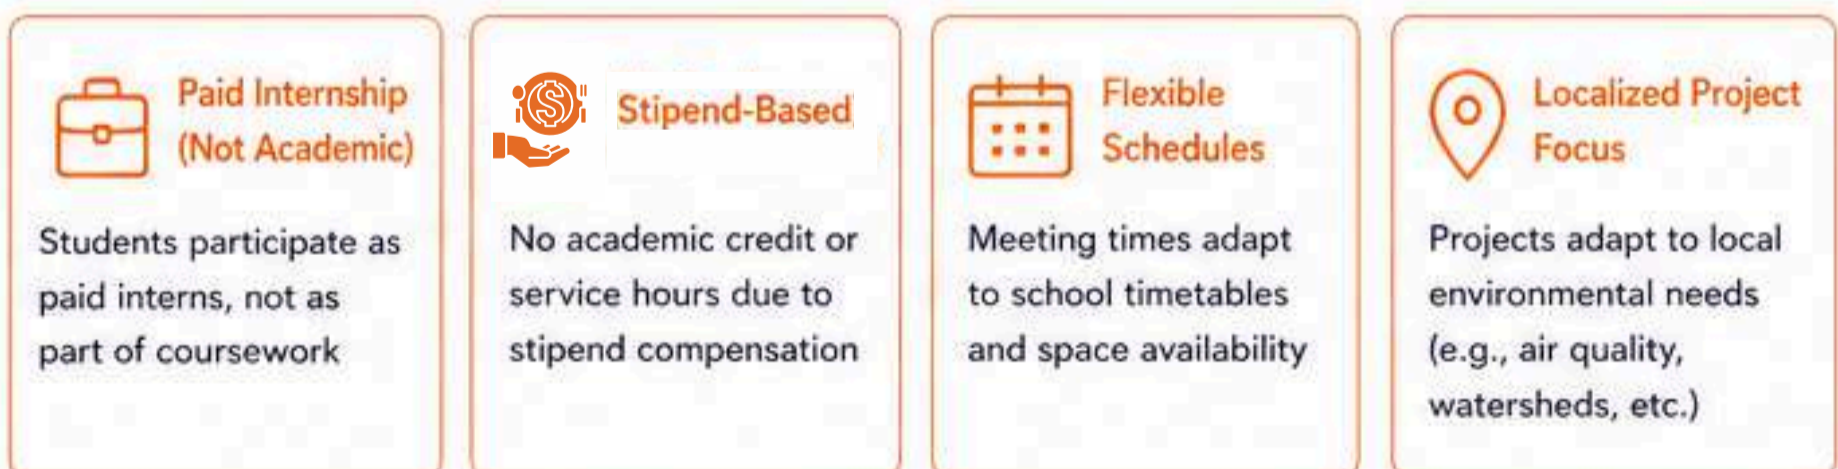 Paid Internship
(Not Academic)
Students participate as
paid interns, not as
part of coursework
Stipend-Based
No academic credit or
service hours due to
stipend compensation
Flexible
Schedules
Meeting times adapt
to school timetables
and space availability
Localized Project
Focus
Projects adapt to local
environmental needs
(e.g., air quality,
watersheds, etc.)